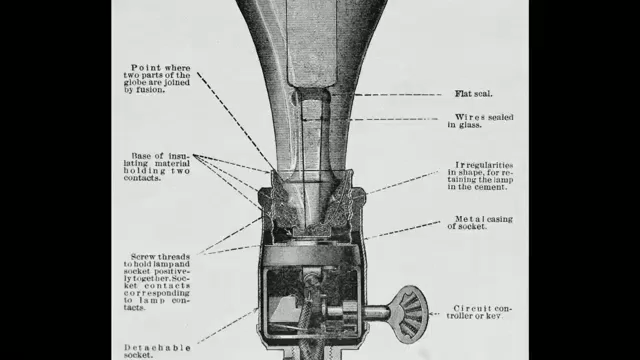 Point where
two parts of the
globe are joined
by fusion.
Base of insu-
lating material
holding two
contacts.
Screw threads
to hold lamp and
socket positive-
ly together. Soc-
ket contacts
corresponding
to lamp con-
tacts.
Detachable
socket.
Flat seal.
Wires sealed
in glass.
Irregularities
in shape, for re-
taining the lamp
in the cement.
Metal casing
of socket.
Circuit con-
troller or key.